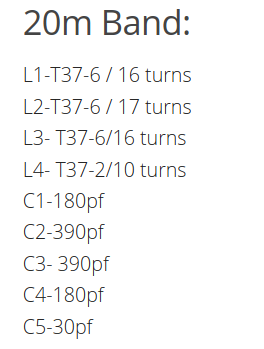 20m Band:
L1-T37-6 / 16 turns
L2-T37-6 / 17 turns
L3- T37-6/16 turns
L4- T37-2/10 turns
C1-180pf
C2-390pf
C3- 390pf
C4-180pf
C5-30pf